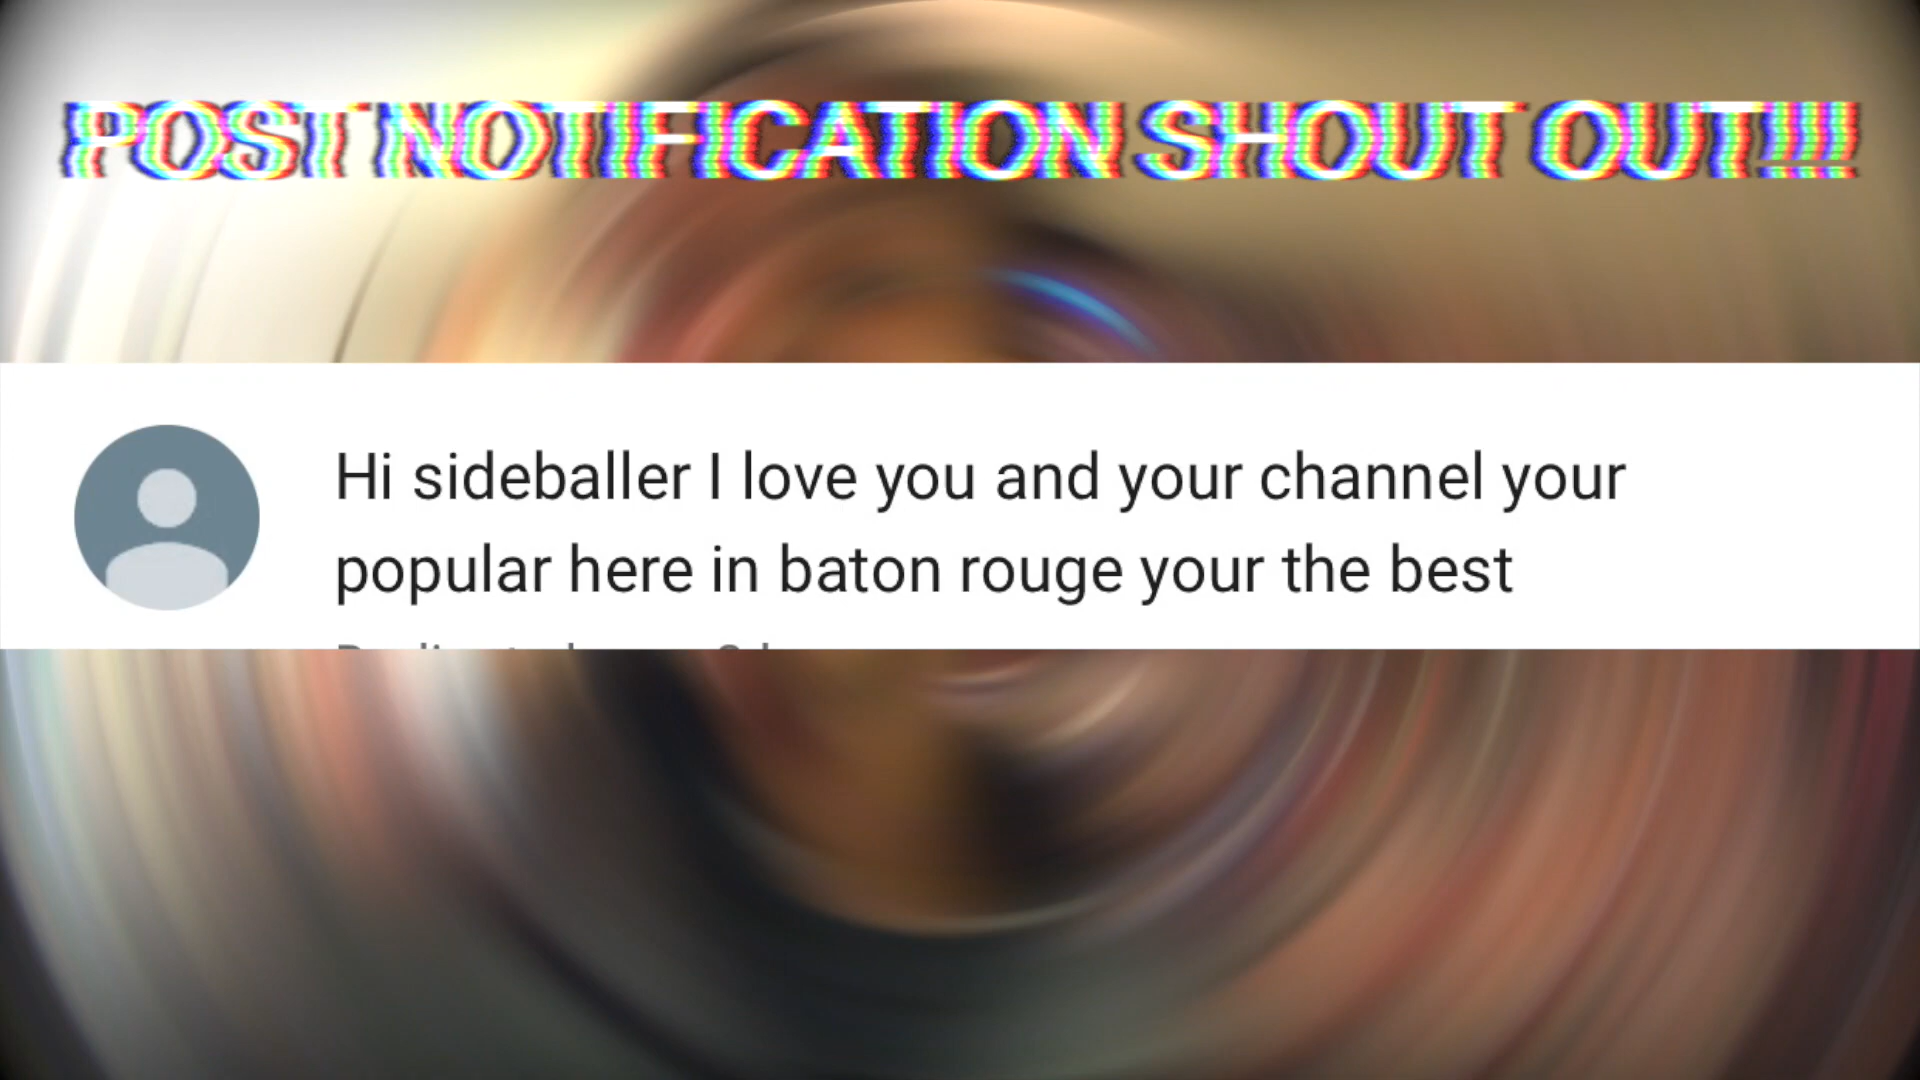 POST NOTIFICATION SHOUT OUT!!!
Hi sideballer I love you and your channel your
popular here in baton rouge your the best